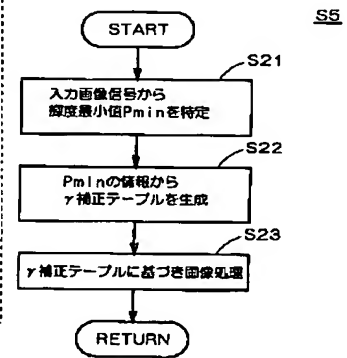 S5
START
S21
入力画像信号から
輝度最小値Pminを特定
S22
Pminの情報から
γ補正テーブルを生成
S23
γ補正テーブルに基づき画像処理
RETURN